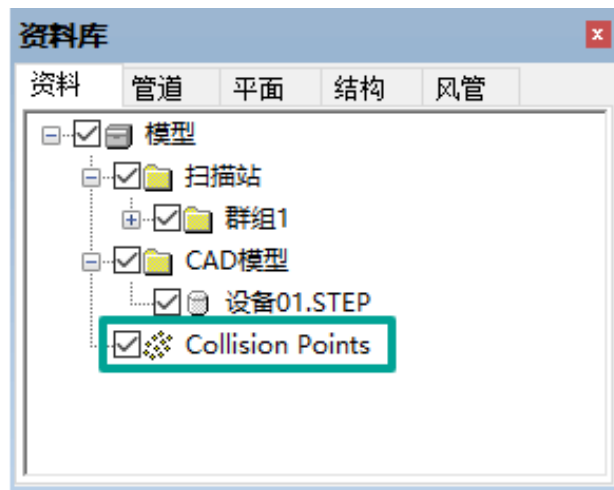 资料库
资料 管道 平面 结构 风管
模型
扫描站
群组1
CAD模型
设备01.STEP
Collision Points